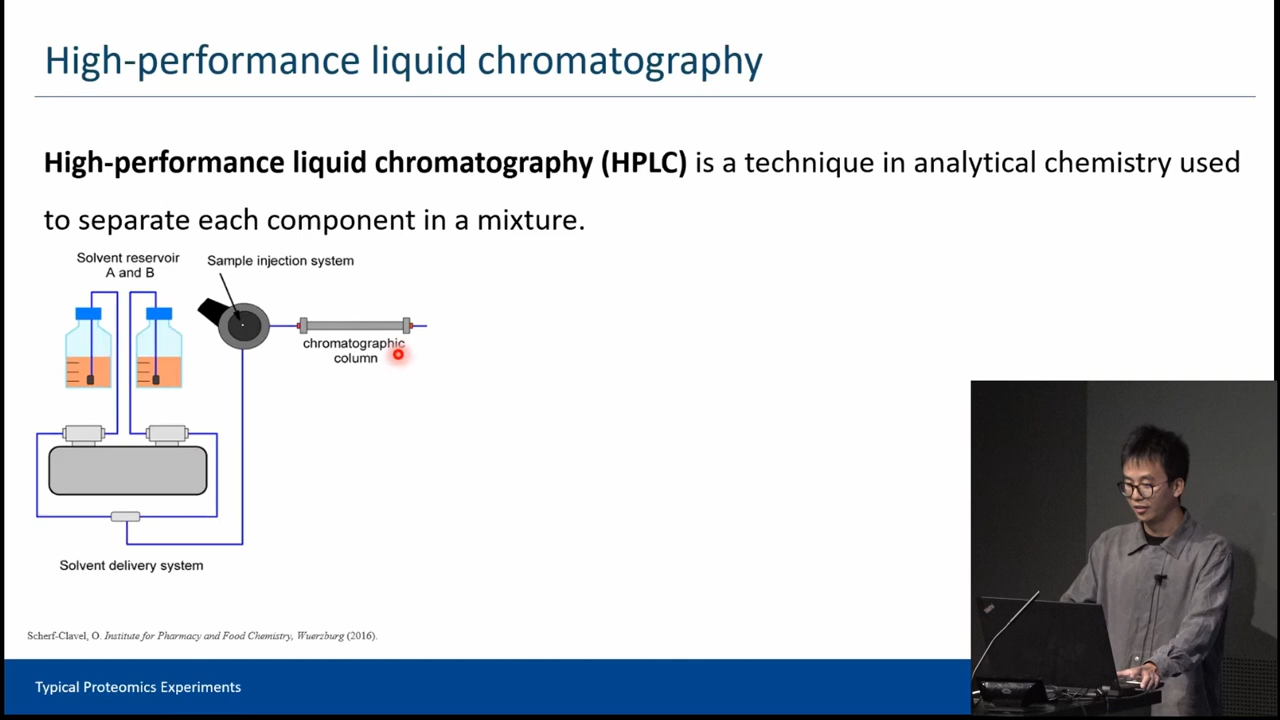 High-performance liquid chromatography
High-performance liquid chromatography (HPLC) is a technique in analytical chemistry used
to separate each component in a mixture.
Solvent reservoir
A and B
Sample injection system
chromatographic
column
Solvent delivery system
Scherf-Clavel, O. Institute for Pharmacy and Food Chemistry, Wuerzburg (2016).
Typical Proteomics Experiments